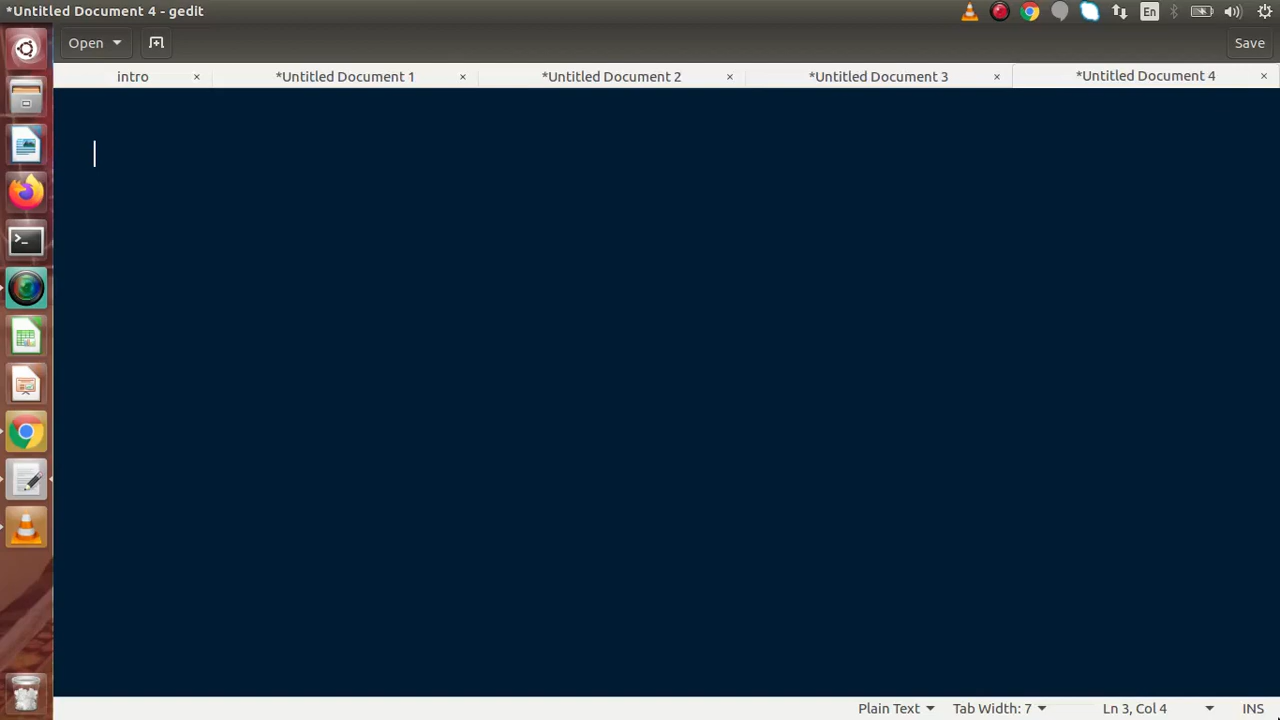 *Untitled Document 4 - gedit
En
Open
Save
intro
*Untitled Document 1
*Untitled Document 2
*Untitled Document 3
*Untitled Document 4
Plain Text
Tab Width: 7
Ln 3, Col 4
INS